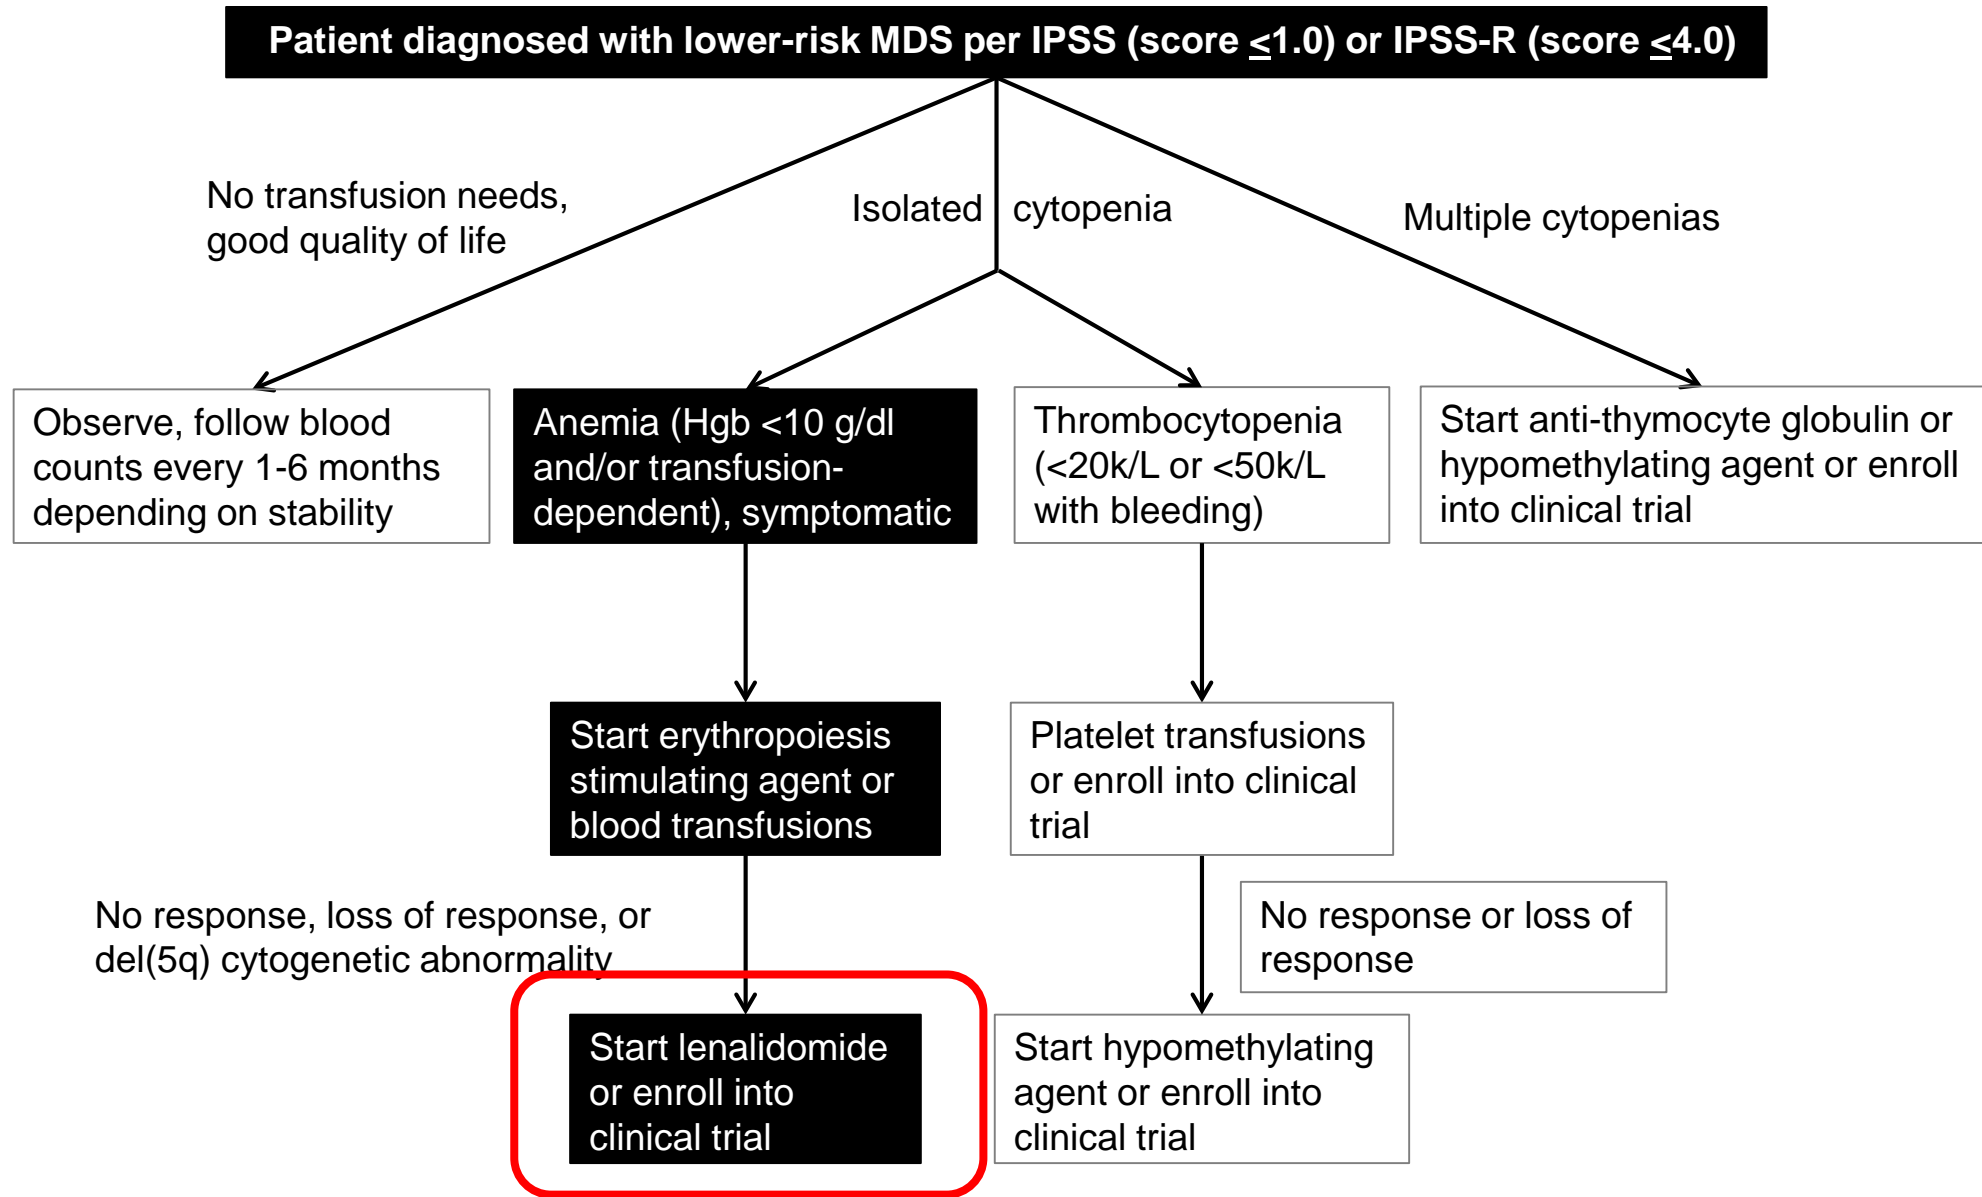 Patient diagnosed with lower-risk MDS per IPSS (score ≤1.0) or IPSS-R (score ≤4.0)
No transfusion needs,
good quality of life
Isolated cytopenia
Multiple cytopenias
Observe, follow blood
counts every 1-6 months
depending on stability
Anemia (Hgb <10 g/dl
and/or transfusion-
dependent), symptomatic
Thrombocytopenia
(<20k/L or <50k/L
with bleeding)
Start anti-thymocyte globulin or
hypomethylating agent or enroll
into clinical trial
Start erythropoiesis
stimulating agent or
blood transfusions
Platelet transfusions
or enroll into clinical
trial
No response, loss of response, or
del(5q) cytogenetic abnormality
No response or loss of
response
Start lenalidomide
or enroll into
clinical trial
Start hypomethylating
agent or enroll into
clinical trial